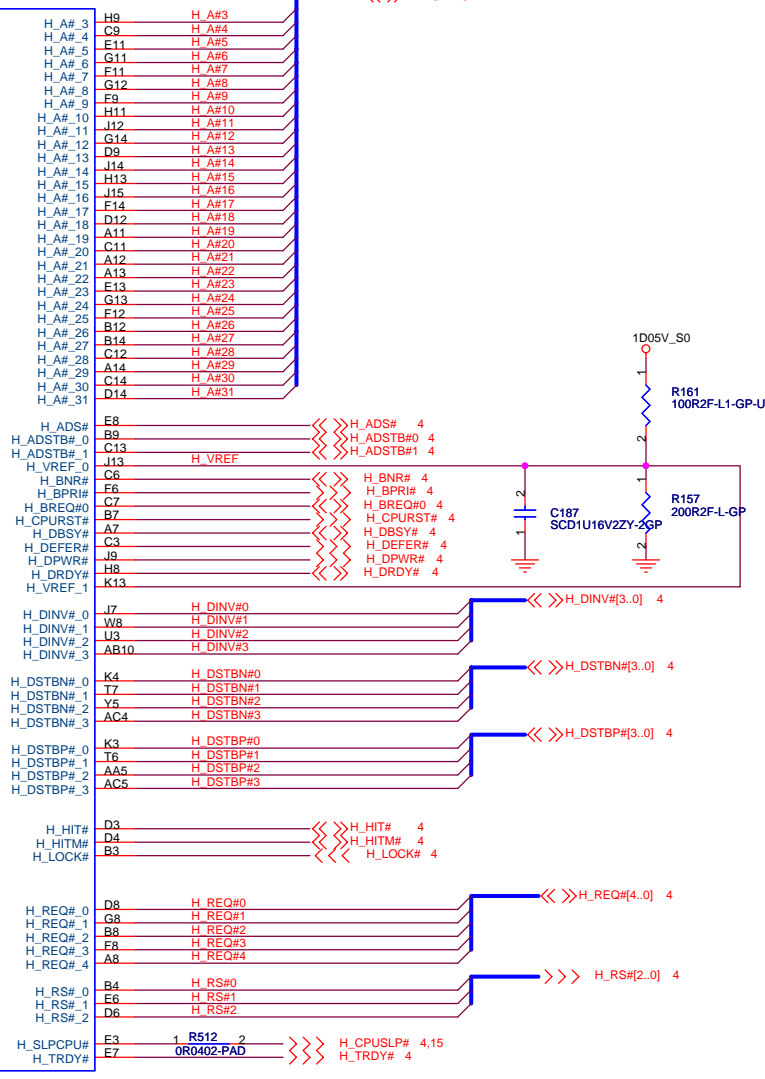 H_A#_3 H9 H_A#3
H_A#_4 C9 H_A#4
H_A#_5 E11 H_A#5
H_A#_6 G11 H_A#6
H_A#_7 F11 H_A#7
H_A#_8 G12 H_A#8
H_A#_9 F9 H_A#9
H_A#_10 H11 H_A#10
H_A#_11 J12 H_A#11
H_A#_12 G14 H_A#12
H_A#_13 D9 H_A#13
H_A#_14 J14 H_A#14
H_A#_15 H13 H_A#15
H_A#_16 J15 H_A#16
H_A#_17 F14 H_A#17
H_A#_18 D12 H_A#18
H_A#_19 A11 H_A#19
H_A#_20 C11 H_A#20
H_A#_21 A12 H_A#21
H_A#_22 A13 H_A#22
H_A#_23 E13 H_A#23
H_A#_24 G13 H_A#24
H_A#_25 F12 H_A#25
H_A#_26 B12 H_A#26
H_A#_27 B14 H_A#27
H_A#_28 C12 H_A#28
H_A#_29 A14 H_A#29
H_A#_30 C14 H_A#30
H_A#_31 D14 H_A#31
1D05V_S0
1
R161
100R2F-L1-GP-U
2
H_ADS# E8 H_ADS# 4
H_ADSTB#_0 B9 H_ADSTB#0 4
H_ADSTB#_1 C13 H_ADSTB#1 4
H_VREF_0 J13 H_VREF
H_BNR# C6 H_BNR# 4
H_BPRI# F6 H_BPRI# 4
H_BREQ#0 C7 H_BREQ#0 4
H_CPURST# B7 H_CPURST# 4
H_DBSY# A7 H_DBSY# 4
H_DEFER# C3 H_DEFER# 4
H_DPWR# J9 H_DPWR# 4
H_DRDY# H8 H_DRDY# 4
H_VREF_1 K13
2
C187
SCD1U16V2ZY-2GP
1
1
R157
200R2F-L-GP
2
H_DINV#_0 J7 H_DINV#0
H_DINV#_1 W8 H_DINV#1
H_DINV#_2 U3 H_DINV#2
H_DINV#_3 AB10 H_DINV#3
H_DINV#[3..0] 4
H_DSTBN#_0 K4 H_DSTBN#0
H_DSTBN#_1 T7 H_DSTBN#1
H_DSTBN#_2 Y5 H_DSTBN#2
H_DSTBN#_3 AC4 H_DSTBN#3
H_DSTBN#[3..0] 4
H_DSTBP#_0 K3 H_DSTBP#0
H_DSTBP#_1 T6 H_DSTBP#1
H_DSTBP#_2 AA5 H_DSTBP#2
H_DSTBP#_3 AC5 H_DSTBP#3
H_DSTBP#[3..0] 4
H_HIT# D3 H_HIT# 4
H_HITM# D4 H_HITM# 4
H_LOCK# B3 H_LOCK# 4
H_REQ#_0 D8 H_REQ#0
H_REQ#_1 G8 H_REQ#1
H_REQ#_2 B8 H_REQ#2
H_REQ#_3 F8 H_REQ#3
H_REQ#_4 A8 H_REQ#4
H_REQ#[4..0] 4
H_RS#_0 B4 H_RS#0
H_RS#_1 E6 H_RS#1
H_RS#_2 D6 H_RS#2
H_RS#[2..0] 4
H_SLPCPU# E3 1 R512 2 H_CPUSLP# 4,15
0R0402-PAD
H_TRDY# E7 H_TRDY# 4